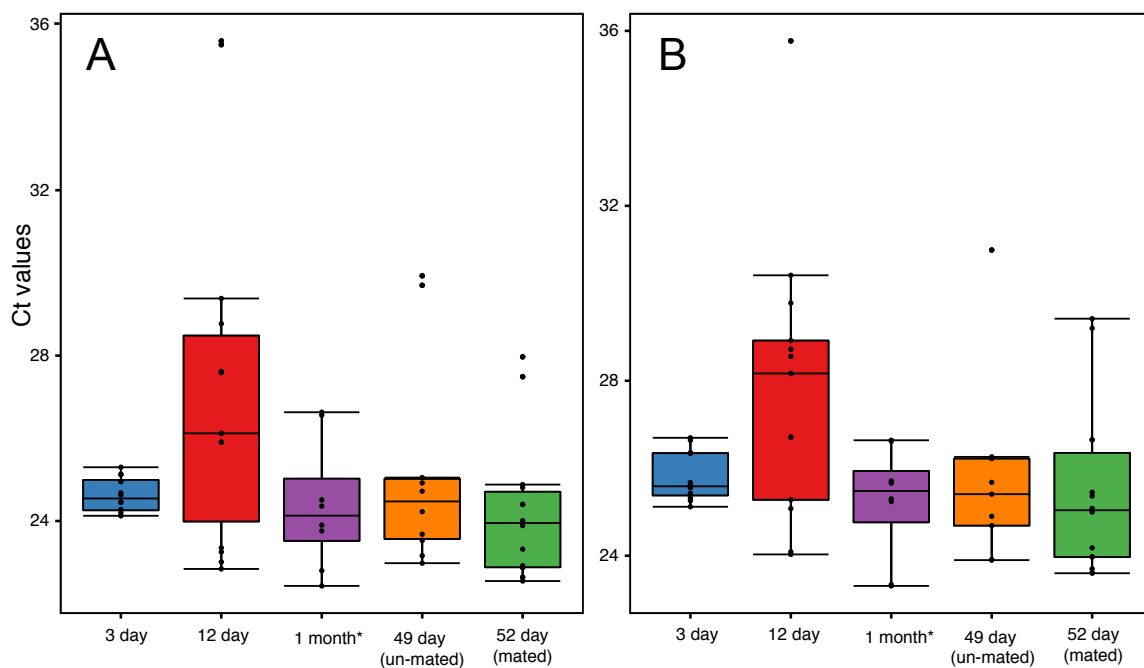 A
B
Ct values
36
32
28
24
36
32
28
24
3 day
12 day
1 month*
49 day
(un-mated)
52 day
(mated)
3 day
12 day
1 month*
49 day
(un-mated)
52 day
(mated)